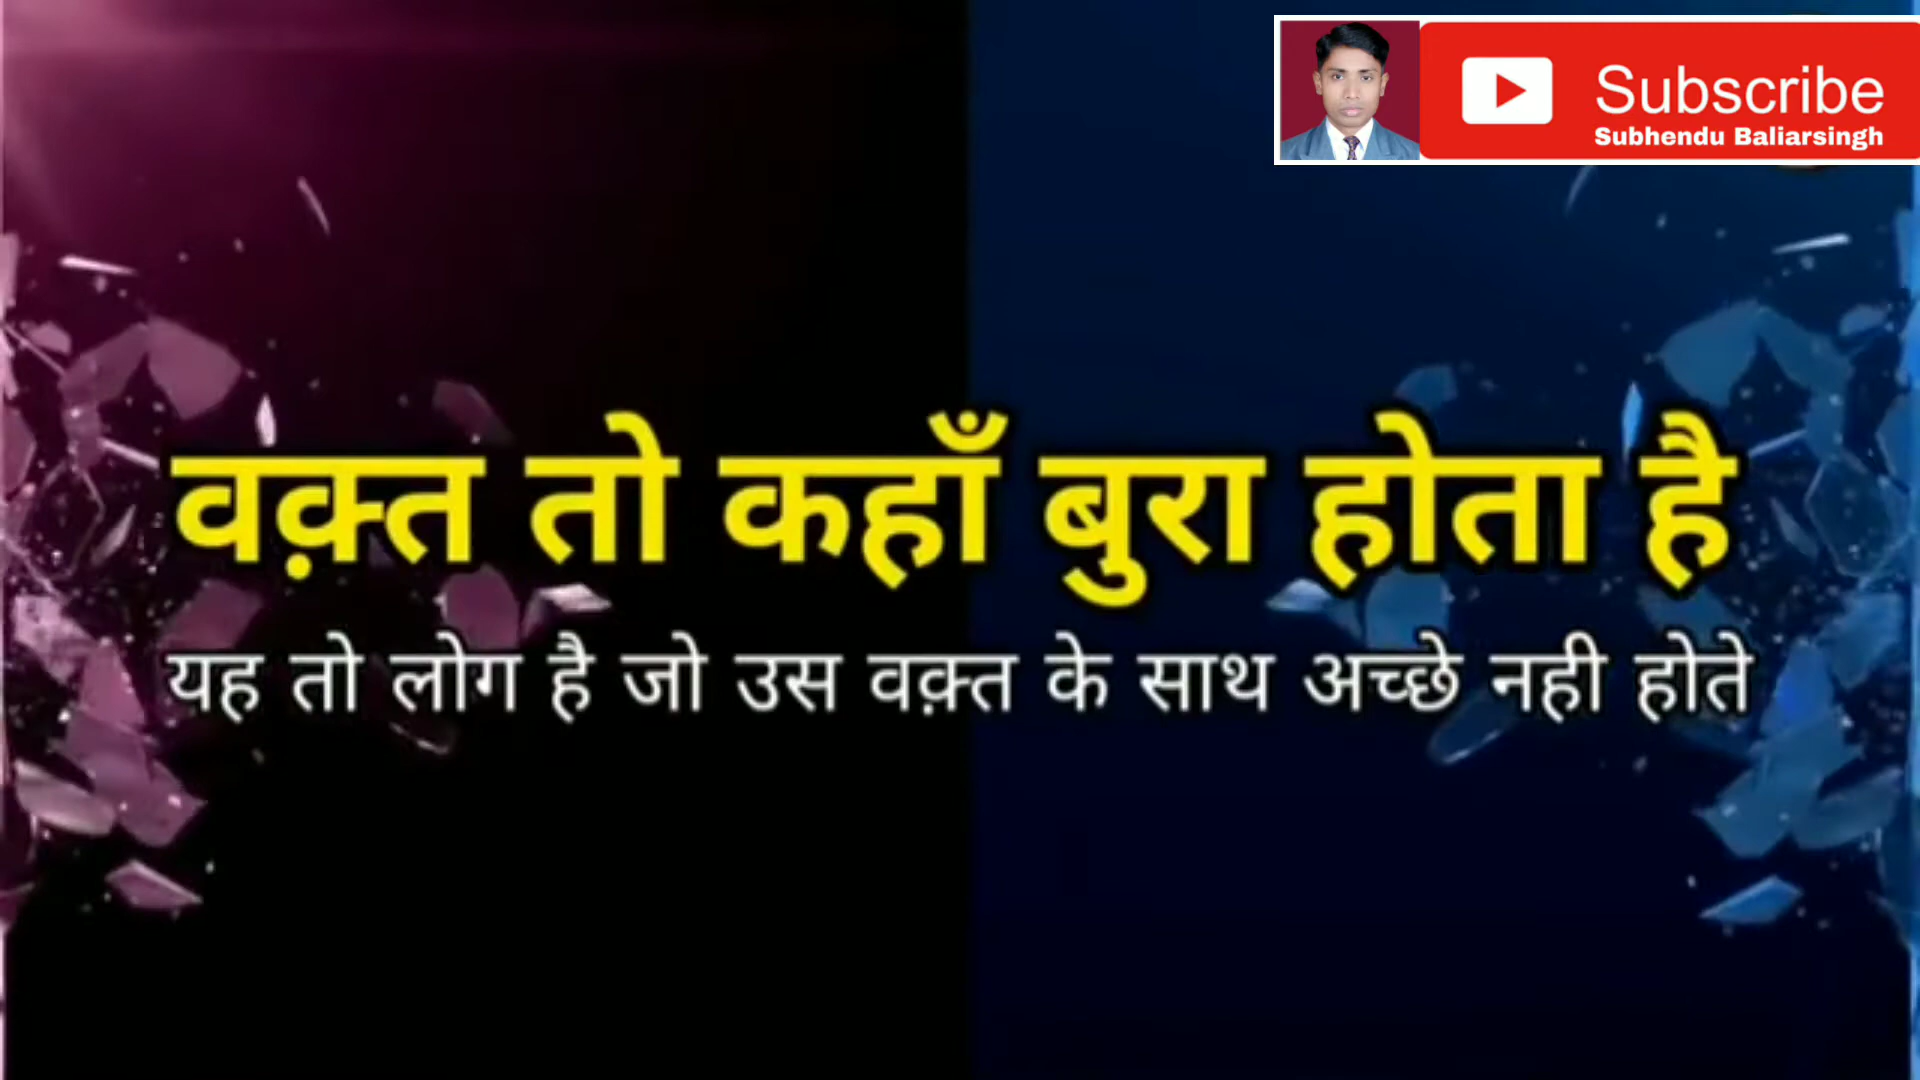 Subscribe
Subhendu Baliarsingh
वक़्त तो कहाँ बुरा होता है
यह तो लोग है जो उस वक़्त के साथ अच्छे नही होते